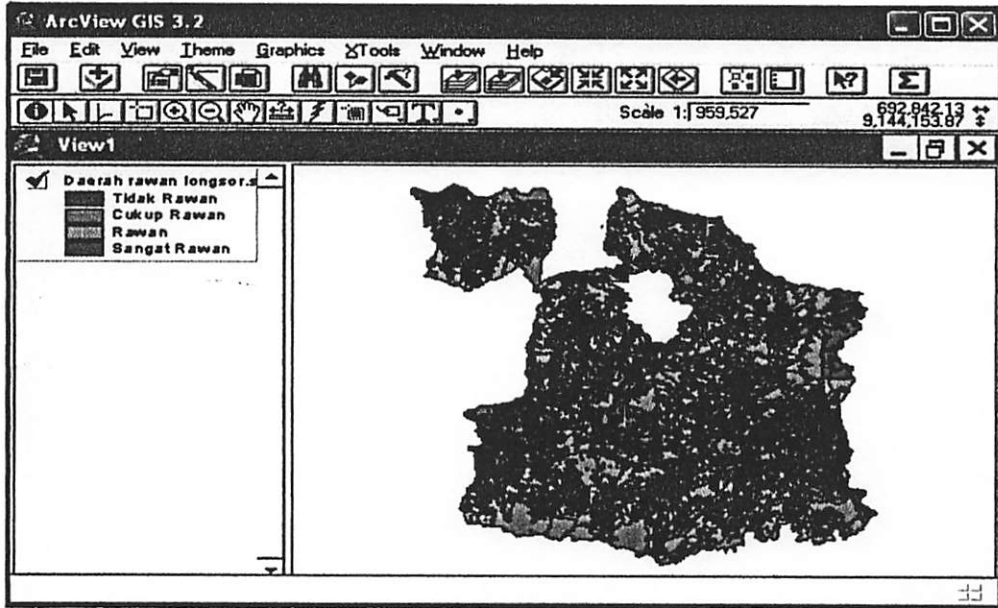 ArcView GIS 3.2
File Edit View Theme Graphics XTools Window Help
Scale 1: 959,527
692,842.13
9,144,153.87
View1
Daerah rawan longsor.s
Tidak Rawan
Cukup Rawan
Rawan
Sangat Rawan